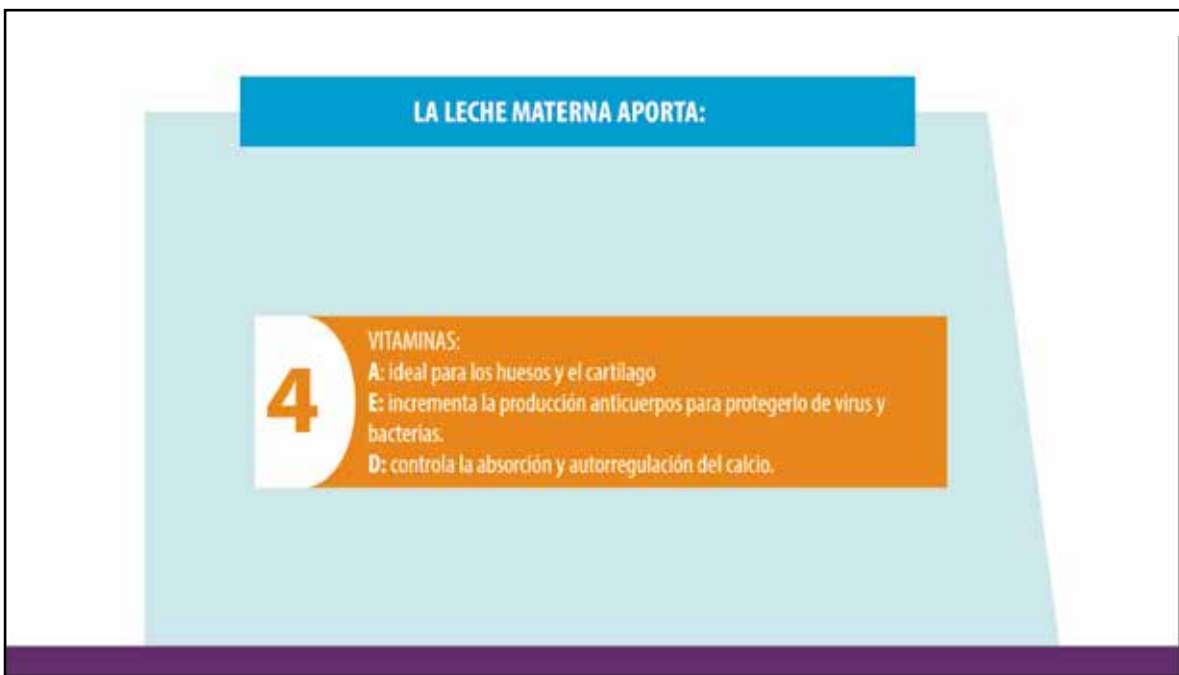 LA LECHE MATERNA APORTA:
4
VITAMINAS:
A: ideal para los huesos y el cartilago
E: incrementa la producción anticuerpos para protegerlo de virus y
bacterias.
D: controla la absorción y autorregulación del calcio.